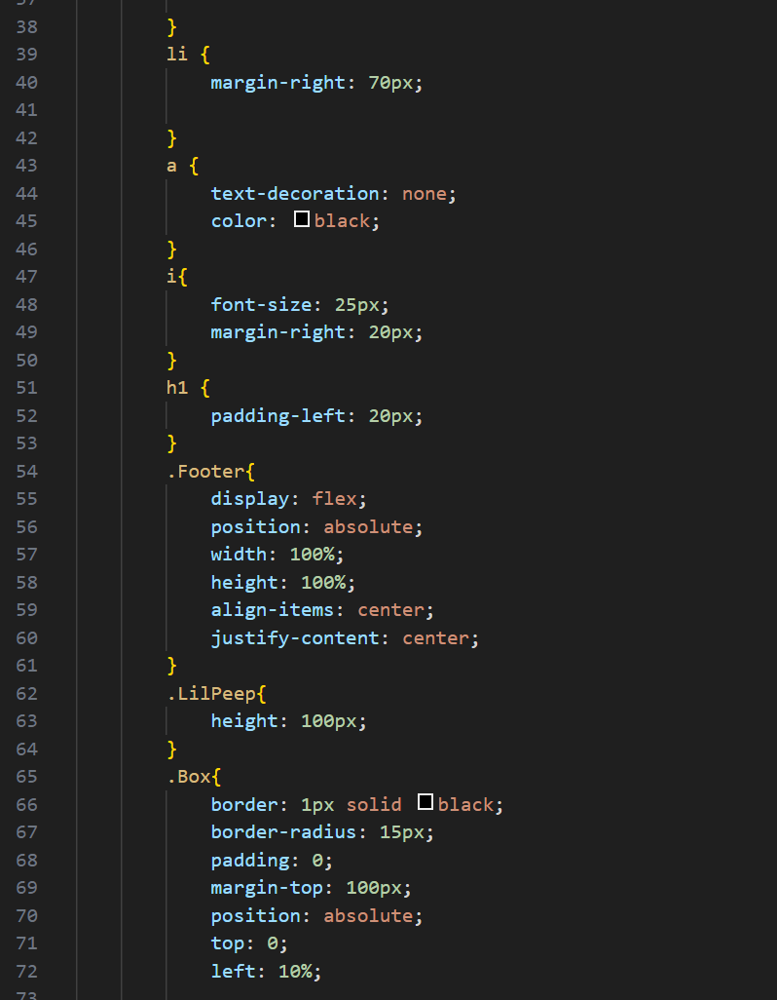 37
38 }
39 li {
40 margin-right: 70px;
41
42 }
43 a {
44 text-decoration: none;
45 color: black;
46 }
47 i{
48 font-size: 25px;
49 margin-right: 20px;
50 }
51 h1 {
52 padding-left: 20px;
53 }
54 .Footer{
55 display: flex;
56 position: absolute;
57 width: 100%;
58 height: 100%;
59 align-items: center;
60 justify-content: center;
61 }
62 .LilPeep{
63 height: 100px;
64 }
65 .Box{
66 border: 1px solid black;
67 border-radius: 15px;
68 padding: 0;
69 margin-top: 100px;
70 position: absolute;
71 top: 0;
72 left: 10%;
73